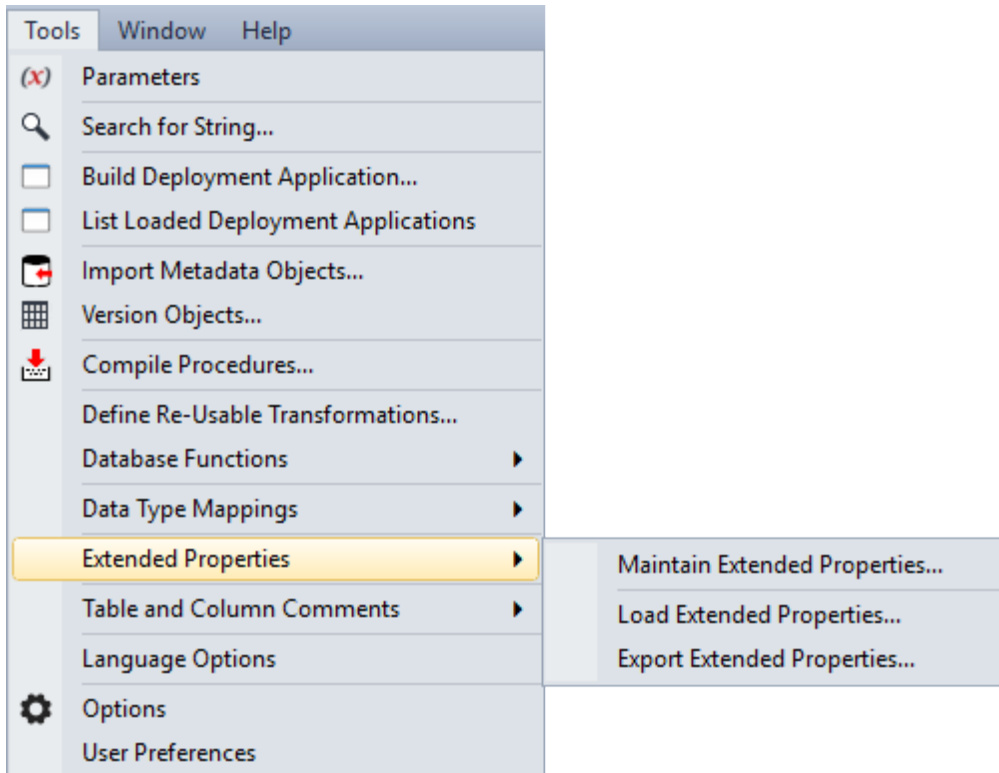 Tools Window Help
(x) Parameters
Search for String...
Build Deployment Application...
List Loaded Deployment Applications
Import Metadata Objects...
Version Objects...
Compile Procedures...
Define Re-Usable Transformations...
Database Functions
Data Type Mappings
Extended Properties
Maintain Extended Properties...
Table and Column Comments
Load Extended Properties...
Language Options
Export Extended Properties...
Options
User Preferences